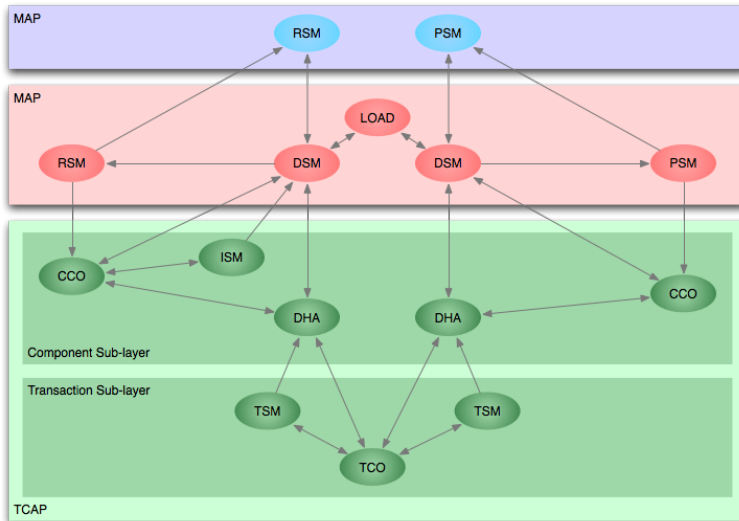 MAP
RSM
PSM
MAP
LOAD
RSM
DSM
DSM
PSM
ISM
CCO
CCO
DHA
DHA
Component Sub-layer
Transaction Sub-layer
TSM
TSM
TCO
TCAP